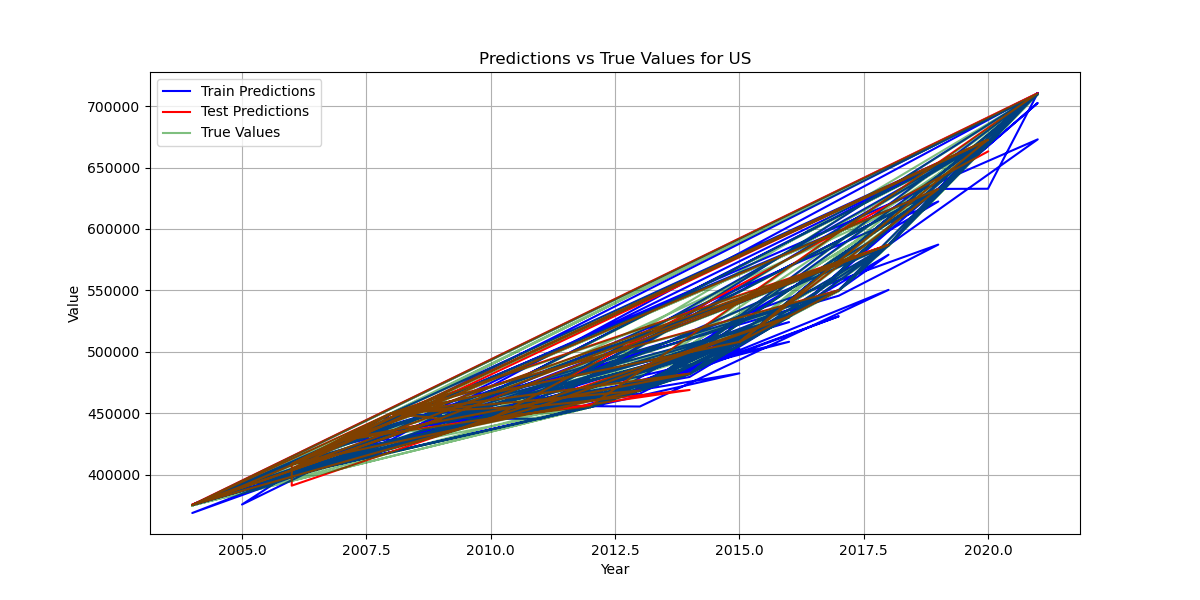 Predictions vs True Values for US
Train Predictions
Test Predictions
True Values
700000
650000
600000
550000
500000
450000
400000
Value
2005.0 2007.5 2010.0 2012.5 2015.0 2017.5 2020.0
Year